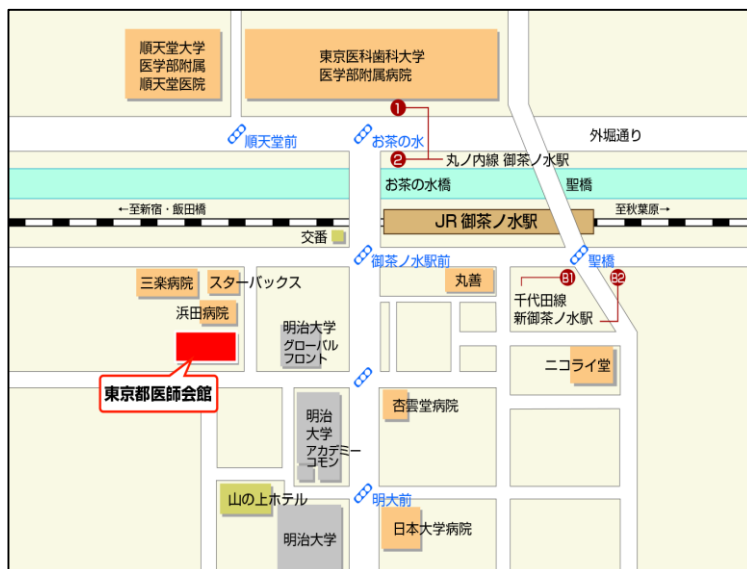 順天堂大学
医学部附属
順天堂医院
東京医科歯科大学
医学部附属病院
1
順天堂前
お茶の水
外堀通り
2
丸ノ内線 御茶ノ水駅
お茶の水橋
聖橋
←至新宿・飯田橋
JR 御茶ノ水駅
至秋葉原→
交番
御茶ノ水駅前
聖橋
三楽病院
スターバックス
丸善
B1
B2
浜田病院
千代田線
新御茶ノ水駅
明治大学
グローバル
フロント
ニコライ堂
東京都医師会館
杏雲堂病院
明治
大学
アカデミー
コモン
山の上ホテル
明大前
日本大学病院
明治大学